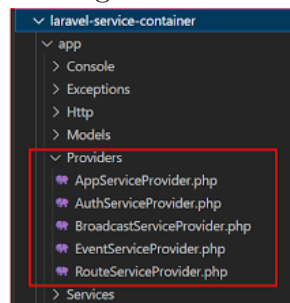 laravel-service-container
app
Console
Exceptions
Http
Models
Providers
AppServiceProvider.php
AuthServiceProvider.php
BroadcastServiceProvider.php
EventServiceProvider.php
RouteServiceProvider.php
Services